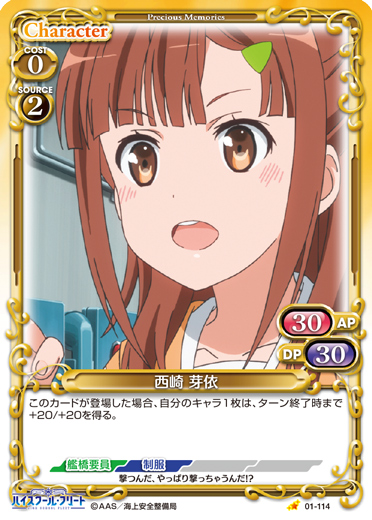 Precious Memories
Character
COST
0
SOURCE
2
30 AP
DP 30
西崎 芽依
このカードが登場した場合、自分のキャラ1枚は、ターン終了時まで
+20/+20を得る。
艦橋要員 制服
撃つんだ、やっぱり撃っちゃうんだ!?
ハイスクール・フリート
©AAS／海上安全整備局
01-114